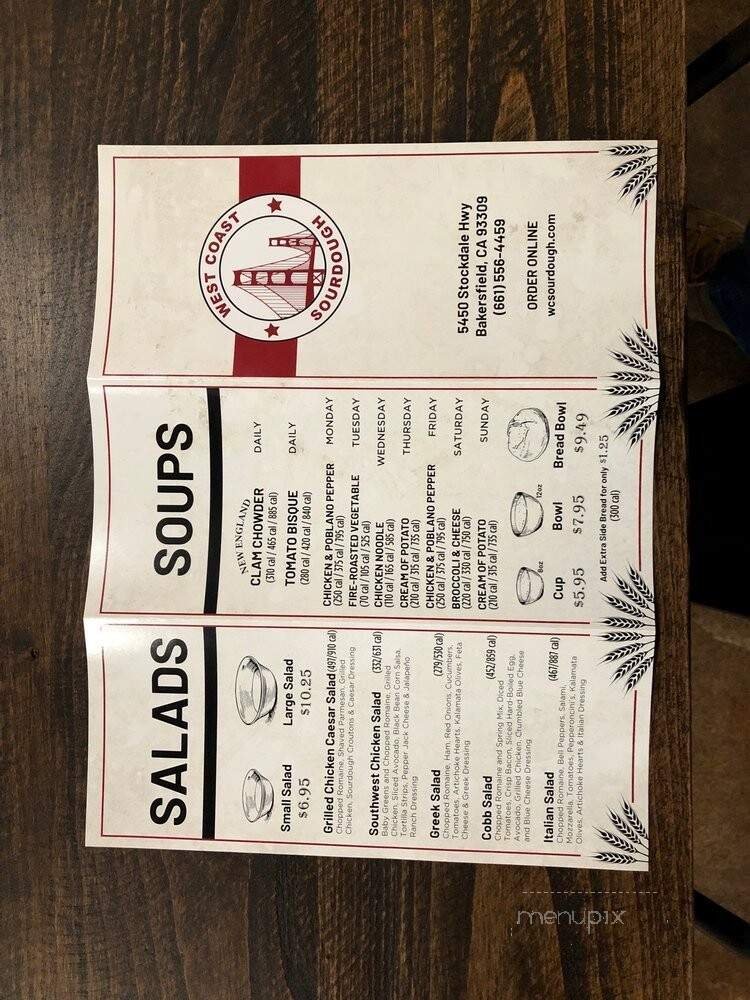 SALADS
Small Salad
$6.95
Large Salad
$10.25
Grilled Chicken Caesar Salad (497/910 cal)
Chopped Romaine, Shaved Parmesan, Grilled
Chicken, Sourdough Croutons & Caesar Dressing
Southwest Chicken Salad (332/631 cal)
Baby Greens and Chopped Romaine, Grilled
Chicken, Sliced Avocado, Black Bean Corn Salsa,
Tortilla Strips, Pepper Jack Cheese & Jalapeño
Ranch Dressing
Greek Salad (279/530 cal)
Chopped Romaine, Ham, Red Onions, Cucumbers,
Tomatoes, Artichoke Hearts, Kalamata Olives, Feta
Cheese & Greek Dressing
Cobb Salad (452/859 cal)
Chopped Romaine and Spring Mix, Diced
Tomatoes, Crisp Bacon, Sliced Hard-Boiled Egg,
Avocado, Grilled Chicken, Crumbled Blue Cheese
and Blue Cheese Dressing
Italian Salad (467/887 cal)
Chopped Romaine, Bell Peppers, Salami,
Mozzarella, Tomatoes, Pepperoncini's, Kalamata
Olives, Artichoke Hearts & Italian Dressing
SOUPS
NEW ENGLAND
CLAM CHOWDER DAILY
(310 cal / 465 cal / 885 cal)
TOMATO BISQUE DAILY
(280 cal / 420 cal / 840 cal)
CHICKEN & POBLANO PEPPER MONDAY
(250 cal / 375 cal / 795 cal)
FIRE-ROASTED VEGETABLE TUESDAY
(70 cal / 105 cal / 525 cal)
CHICKEN NOODLE WEDNESDAY
(110 cal / 165 cal / 585 cal)
CREAM OF POTATO THURSDAY
(210 cal / 315 cal / 735 cal)
CHICKEN & POBLANO PEPPER FRIDAY
(250 cal / 375 cal / 795 cal)
BROCCOLI & CHEESE SATURDAY
(220 cal / 330 cal / 750 cal)
CREAM OF POTATO SUNDAY
(210 cal / 315 cal / 735 cal)
8oz
12oz
Cup
$5.95
Bowl
$7.95
Bread Bowl
$9.49
Add Extra Side Bread for only $1.25
(300 cal)
WEST COAST
SOURDOUGH
5450 Stockdale Hwy
Bakersfield, CA 93309
(661) 556-4459
ORDER ONLINE
wcsourdough.com
menupix